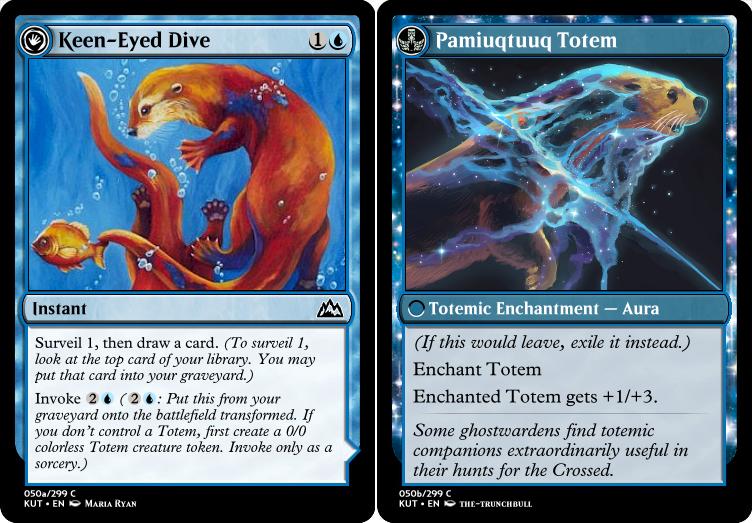 Keen-Eyed Dive 1
Instant
Surveil 1, then draw a card. (To surveil 1,
look at the top card of your library. You may
put that card into your graveyard.)
Invoke 2 ( 2 : Put this from your
graveyard onto the battlefield transformed. If
you don't control a Totem, first create a 0/0
colorless Totem creature token. Invoke only as a
sorcery.)
050a/299 C
KUT • EN Maria Ryan
Pamiuqtuuq Totem
Totemic Enchantment — Aura
(If this would leave, exile it instead.)
Enchant Totem
Enchanted Totem gets +1/+3.
Some ghostwardens find totemic
companions extraordinarily useful in
their hunts for the Crossed.
050b/299 C
KUT • EN the-trunchbull